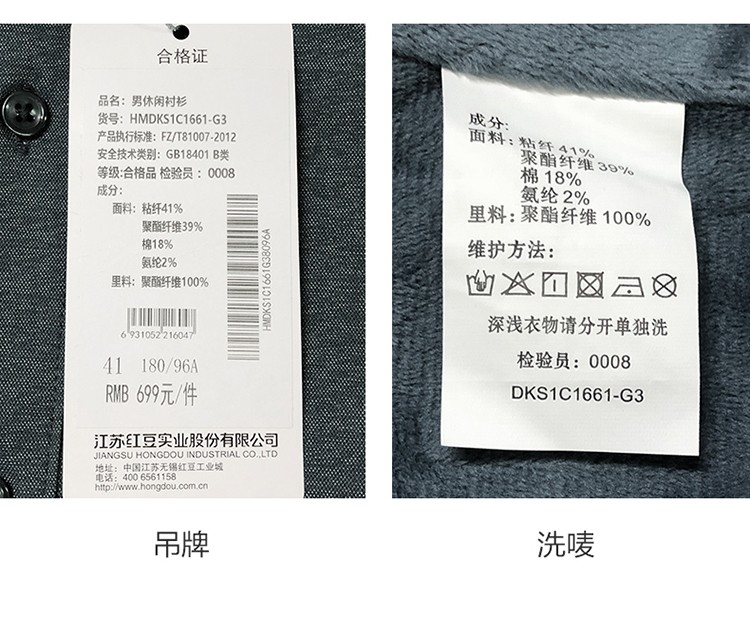 合格证
品名：男休闲衬衫
货号：HMDKS1C1661-G3
产品执行标准：FZ/T81007-2012
安全技术类别：GB18401 B类
等级:合格品 检验员：0008
成分：
面料：粘纤41%
聚酯纤维39%
棉18%
氨纶2%
里料：聚酯纤维100%
6 931052 216047
HMDKS1C1661G38096A
41 180/96A
RMB 699元/件
江苏红豆实业股份有限公司
JIANGSU HONGDOU INDUSTRIAL CO.,LTD
地址：中国江苏无锡红豆工业城
电话：400 6561158
http://www.hongdou.com.cn
吊牌
成分:
面料: 粘纤 41%
聚酯纤维 39%
棉 18%
氨纶 2%
里料: 聚酯纤维 100%
维护方法：
深浅衣物请分开单独洗
检验员：0008
DKS1C1661-G3
洗唛